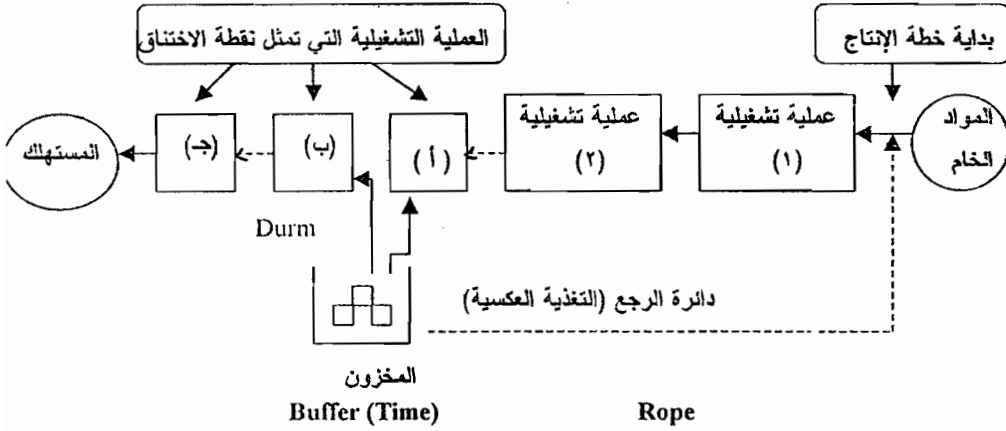 بداية خطة الإنتاج
العملية التشغيلية التي تمثل نقطة الاختناق
المواد
الخام
عملية تشغيلية
(١)
عملية تشغيلية
(٢)
(أ)
(ب)
(جـ)
المستهلك
Durm
دائرة الرجع (التغذية العكسية)
المخزون
Buffer (Time)
Rope